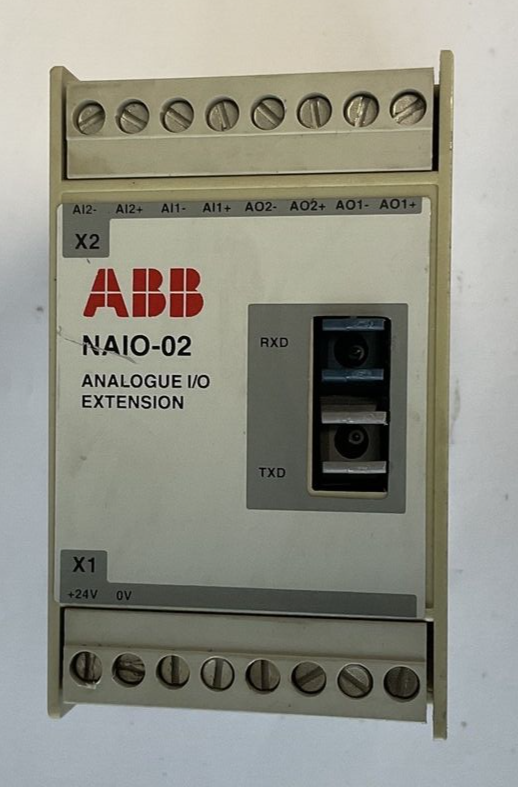 AI2- AI2+ AI1- AI1+ AO2- AO2+ AO1- AO1+
X2
ABB
NAIO-02
ANALOGUE I/O
EXTENSION
RXD
TXD
X1
+24V 0V